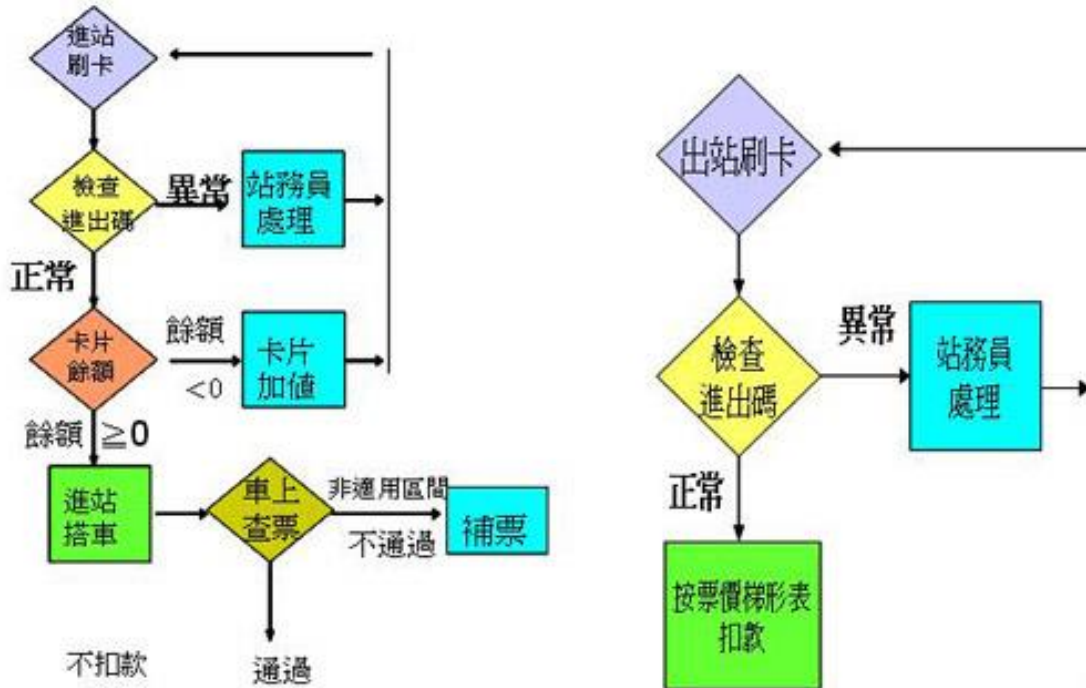 進站
刷卡
檢查
進出碼
異常
站務員
處理
正常
卡片
餘額
餘額
<0
卡片
加值
餘額 ≧0
進站
搭車
車上
查票
非適用區間
不通過
補票
不扣款
通過
出站刷卡
檢查
進出碼
異常
站務員
處理
正常
按票價梯形表
扣款